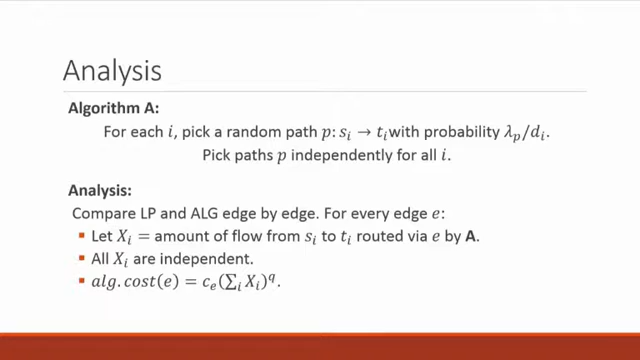 Analysis
Algorithm A:
For each i, pick a random path p: s_i → t_i with probability λ_p/d_i.
Pick paths p independently for all i.
Analysis:
Compare LP and ALG edge by edge. For every edge e:
▪ Let X_i = amount of flow from s_i to t_i routed via e by A.
▪ All X_i are independent.
▪ alg.cost(e) = c_e(∑_i X_i)^q.